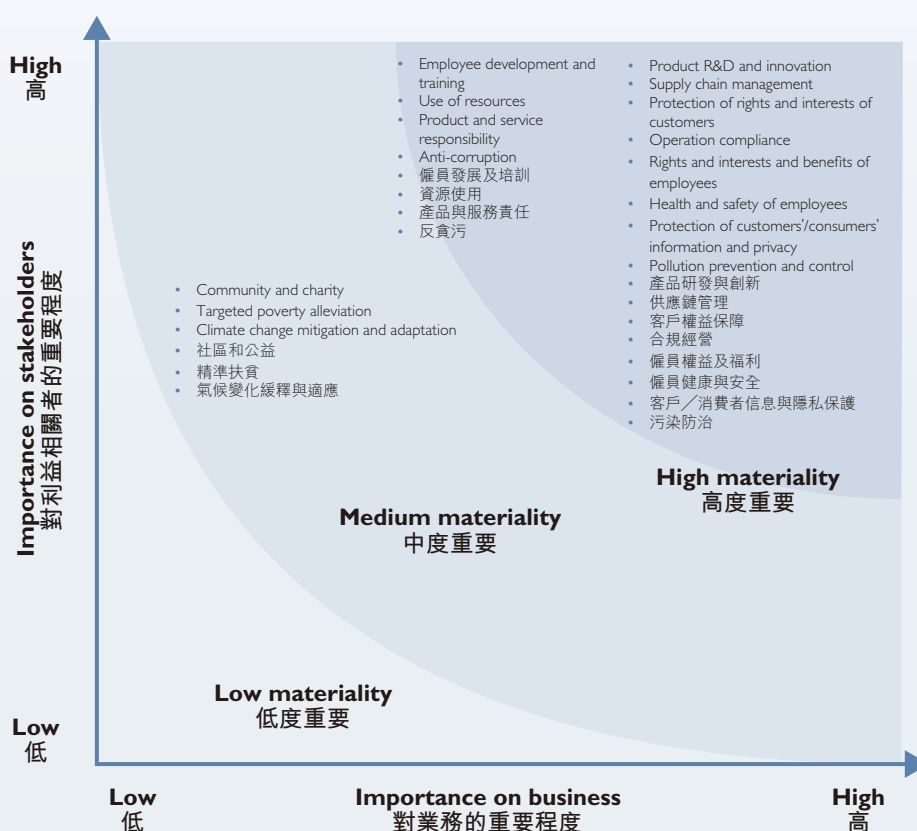 High
高
• Employee development and
training
• Use of resources
• Product and service
responsibility
• Anti-corruption
• 僱員發展及培訓
• 資源使用
• 產品與服務責任
• 反貪污
• Product R&D and innovation
• Supply chain management
• Protection of rights and interests of
customers
• Operation compliance
• Rights and interests and benefits of
employees
• Health and safety of employees
• Protection of customers'/consumers'
information and privacy
• Pollution prevention and control
• 產品研發與創新
• 供應鏈管理
• 客戶權益保障
• 合規經營
• 僱員權益及福利
• 僱員健康與安全
• 客戶／消費者信息與隱私保護
• 污染防治
Importance on stakeholders
對利益相關者的重要程度
• Community and charity
• Targeted poverty alleviation
• Climate change mitigation and adaptation
• 社區和公益
• 精準扶貧
• 氣候變化緩釋與適應
High materiality
高度重要
Medium materiality
中度重要
Low materiality
低度重要
Low
低
Low
低
Importance on business
對業務的重要程度
High
高